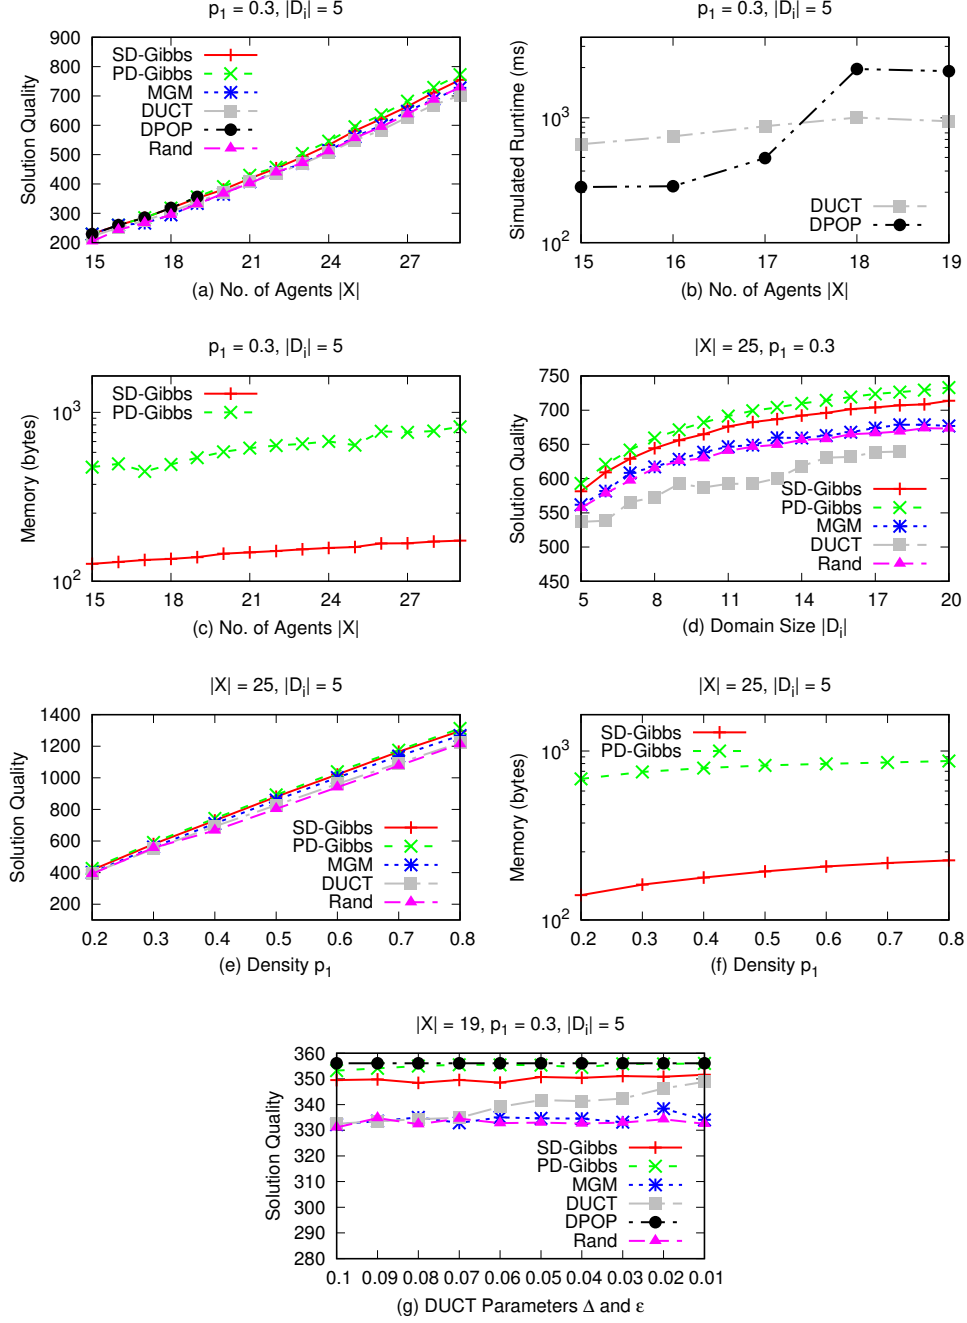 p1 = 0.3, |Di| = 5
900
800
700
600
500
400
300
200
Solution Quality
SD-Gibbs
PD-Gibbs
MGM
DUCT
DPOP
Rand
15 18 21 24 27
(a) No. of Agents |X|
p1 = 0.3, |Di| = 5
10^3
10^2
Simulated Runtime (ms)
DUCT
DPOP
15 16 17 18 19
(b) No. of Agents |X|
p1 = 0.3, |Di| = 5
10^3
10^2
Memory (bytes)
SD-Gibbs
PD-Gibbs
15 18 21 24 27
(c) No. of Agents |X|
|X| = 25, p1 = 0.3
750
700
650
600
550
500
450
Solution Quality
SD-Gibbs
PD-Gibbs
MGM
DUCT
Rand
5 8 11 14 17 20
(d) Domain Size |Di|
|X| = 25, |Di| = 5
1400
1200
1000
800
600
400
200
Solution Quality
SD-Gibbs
PD-Gibbs
MGM
DUCT
Rand
0.2 0.3 0.4 0.5 0.6 0.7 0.8
(e) Density p1
|X| = 25, |Di| = 5
10^3
10^2
Memory (bytes)
SD-Gibbs
PD-Gibbs
0.2 0.3 0.4 0.5 0.6 0.7 0.8
(f) Density p1
|X| = 19, p1 = 0.3, |Di| = 5
360
350
340
330
320
310
300
290
280
Solution Quality
SD-Gibbs
PD-Gibbs
MGM
DUCT
DPOP
Rand
0.1 0.09 0.08 0.07 0.06 0.05 0.04 0.03 0.02 0.01
(g) DUCT Parameters Δ and ε